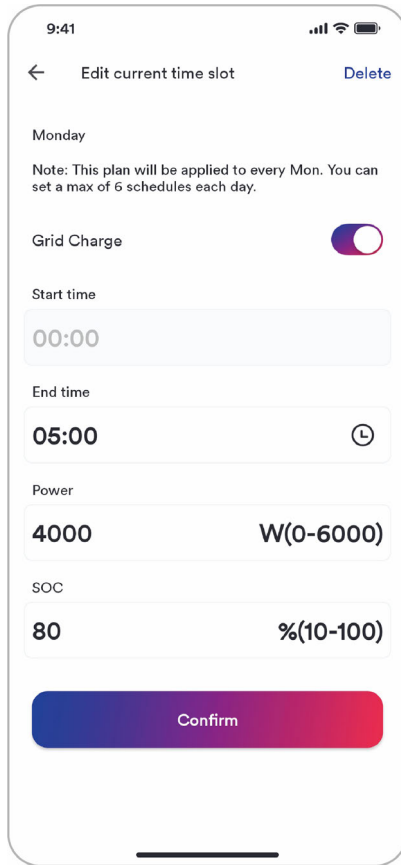 9:41
Edit current time slot Delete
Monday
Note: This plan will be applied to every Mon. You can
set a max of 6 schedules each day.
Grid Charge
Start time
00:00
End time
05:00
Power
4000 W(0-6000)
SOC
80 %(10-100)
Confirm